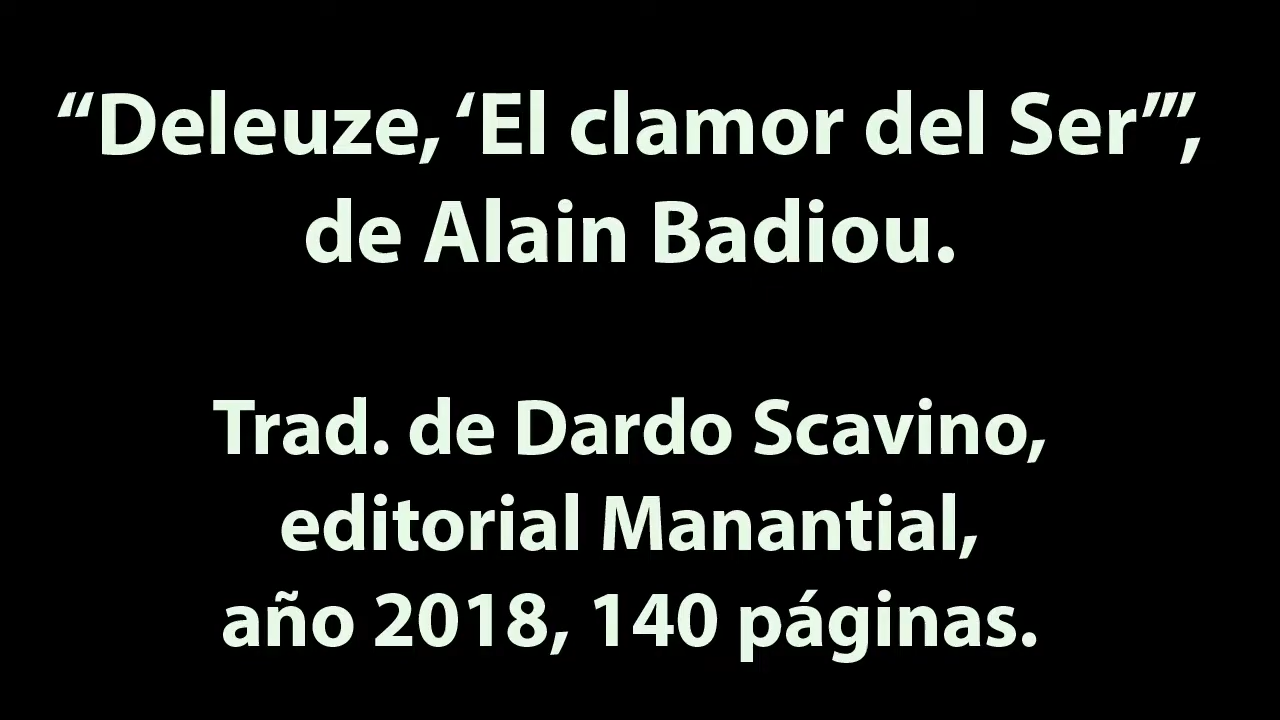 “Deleuze, ‘El clamor del Ser’”,
de Alain Badiou.
Trad. de Dardo Scavino,
editorial Manantial,
año 2018, 140 páginas.